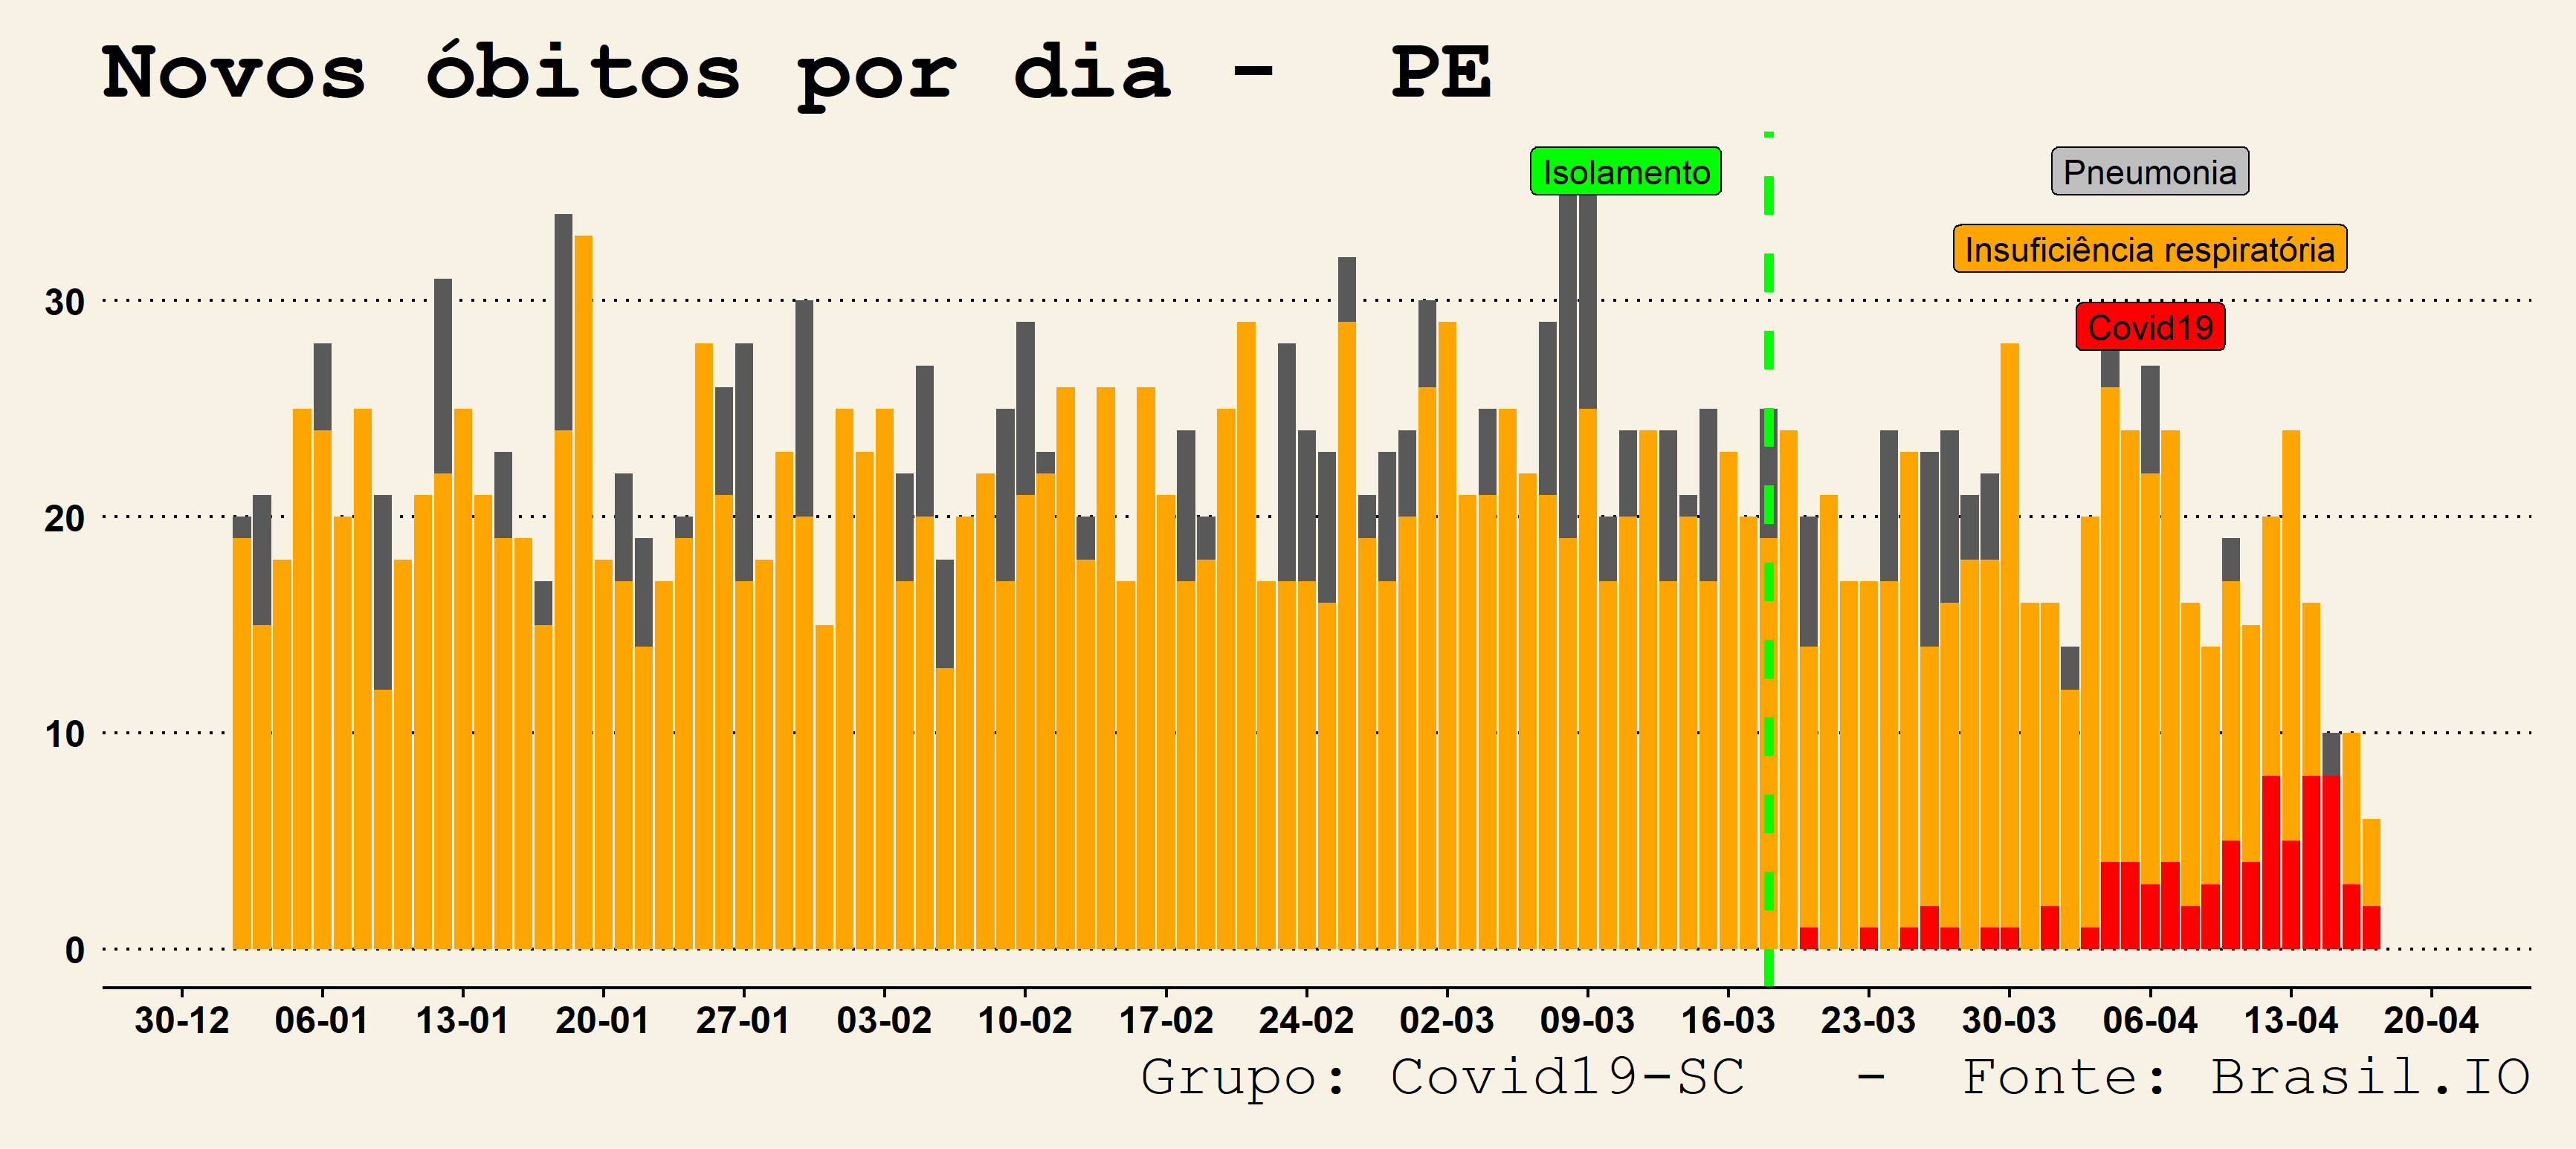 Novos óbitos por dia -  PE
Isolamento
Pneumonia
Insuficiência respiratória
Covid19
30
20
10
0
30-12 06-01 13-01 20-01 27-01 03-02 10-02 17-02 24-02 02-03 09-03 16-03 23-03 30-03 06-04 13-04 20-04
Grupo: Covid19-SC  -  Fonte: Brasil.IO